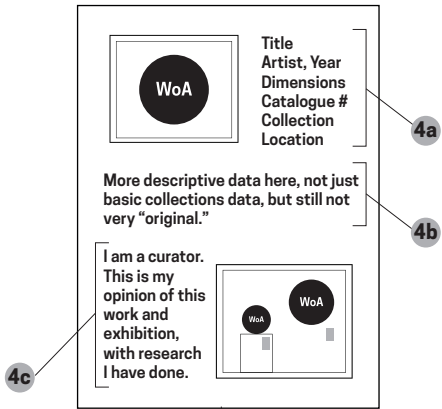 WoA
Title
Artist, Year
Dimensions
Catalogue #
Collection
Location
4a
More descriptive data here, not just
basic collections data, but still not
very “original.”
4b
I am a curator.
This is my
opinion of this
work and
exhibition,
with research
I have done.
WoA
WoA
4c